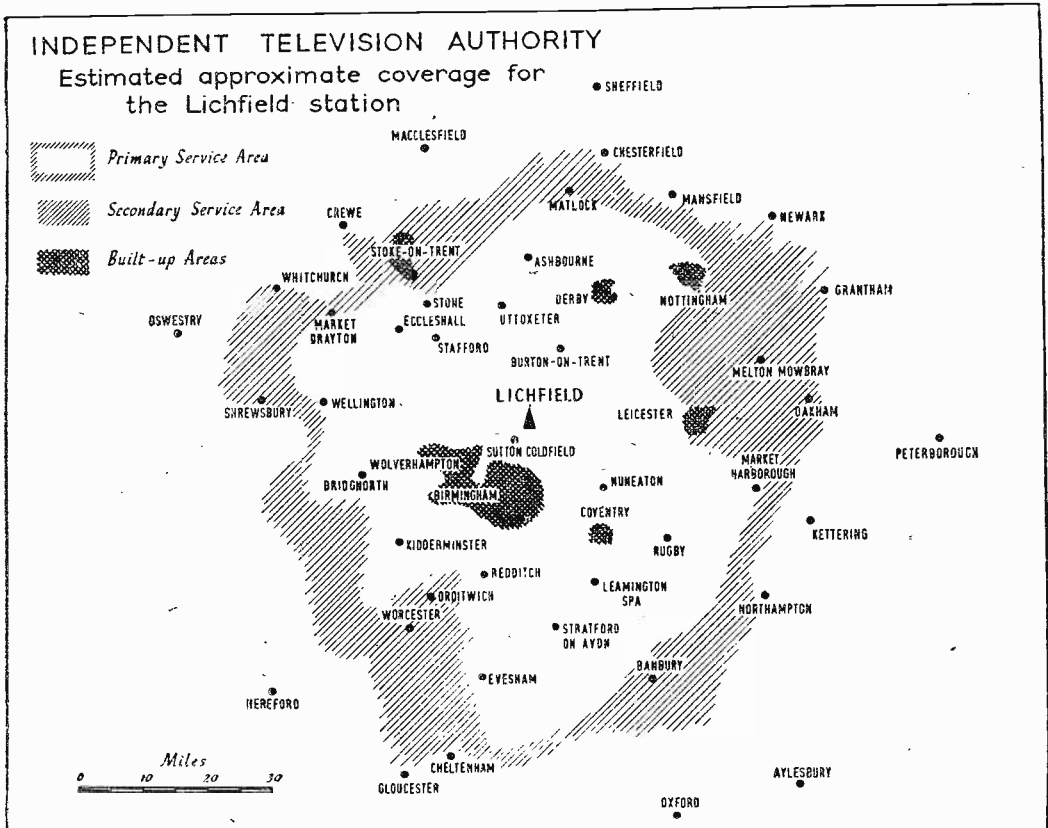 INDEPENDENT TELEVISION AUTHORITY
Estimated approximate coverage for
the Lichfield station
Primary Service Area
Secondary Service Area
Built-up Areas
SHEFFIELD
MACCLESFIELD
CHESTERFIELD
MATLOCK
MANSFIELD
NEWARK
CREWE
STOKE-ON-TRENT
ASHBOURNE
WHITCHURCH
DERBY
NOTTINGHAM
GRANTHAM
STONE
UTTOXETER
OSWESTRY
MARKET
DRAYTON
ECCLESHALL
STAFFORD
BURTON-ON-TRENT
MELTON MOWBRAY
LICHFIELD
SHREWSBURY
WELLINGTON
LEICESTER
OAKHAM
SUTTON COLDFIELD
PETERBOROUGH
WOLVERHAMPTON
BRIDGNORTH
MARKET
HARBOROUGH
BIRMINGHAM
NUNEATON
COVENTRY
KETTERING
KIDDERMINSTER
RUGBY
REDDITCH
LEAMINGTON
SPA
DROITWICH
NORTHAMPTON
WORCESTER
STRATFORD
ON AVON
BANBURY
EVESHAM
HEREFORD
Miles
0 10 20 30
CHELTENHAM
GLOUCESTER
AYLESBURY
OXFORD